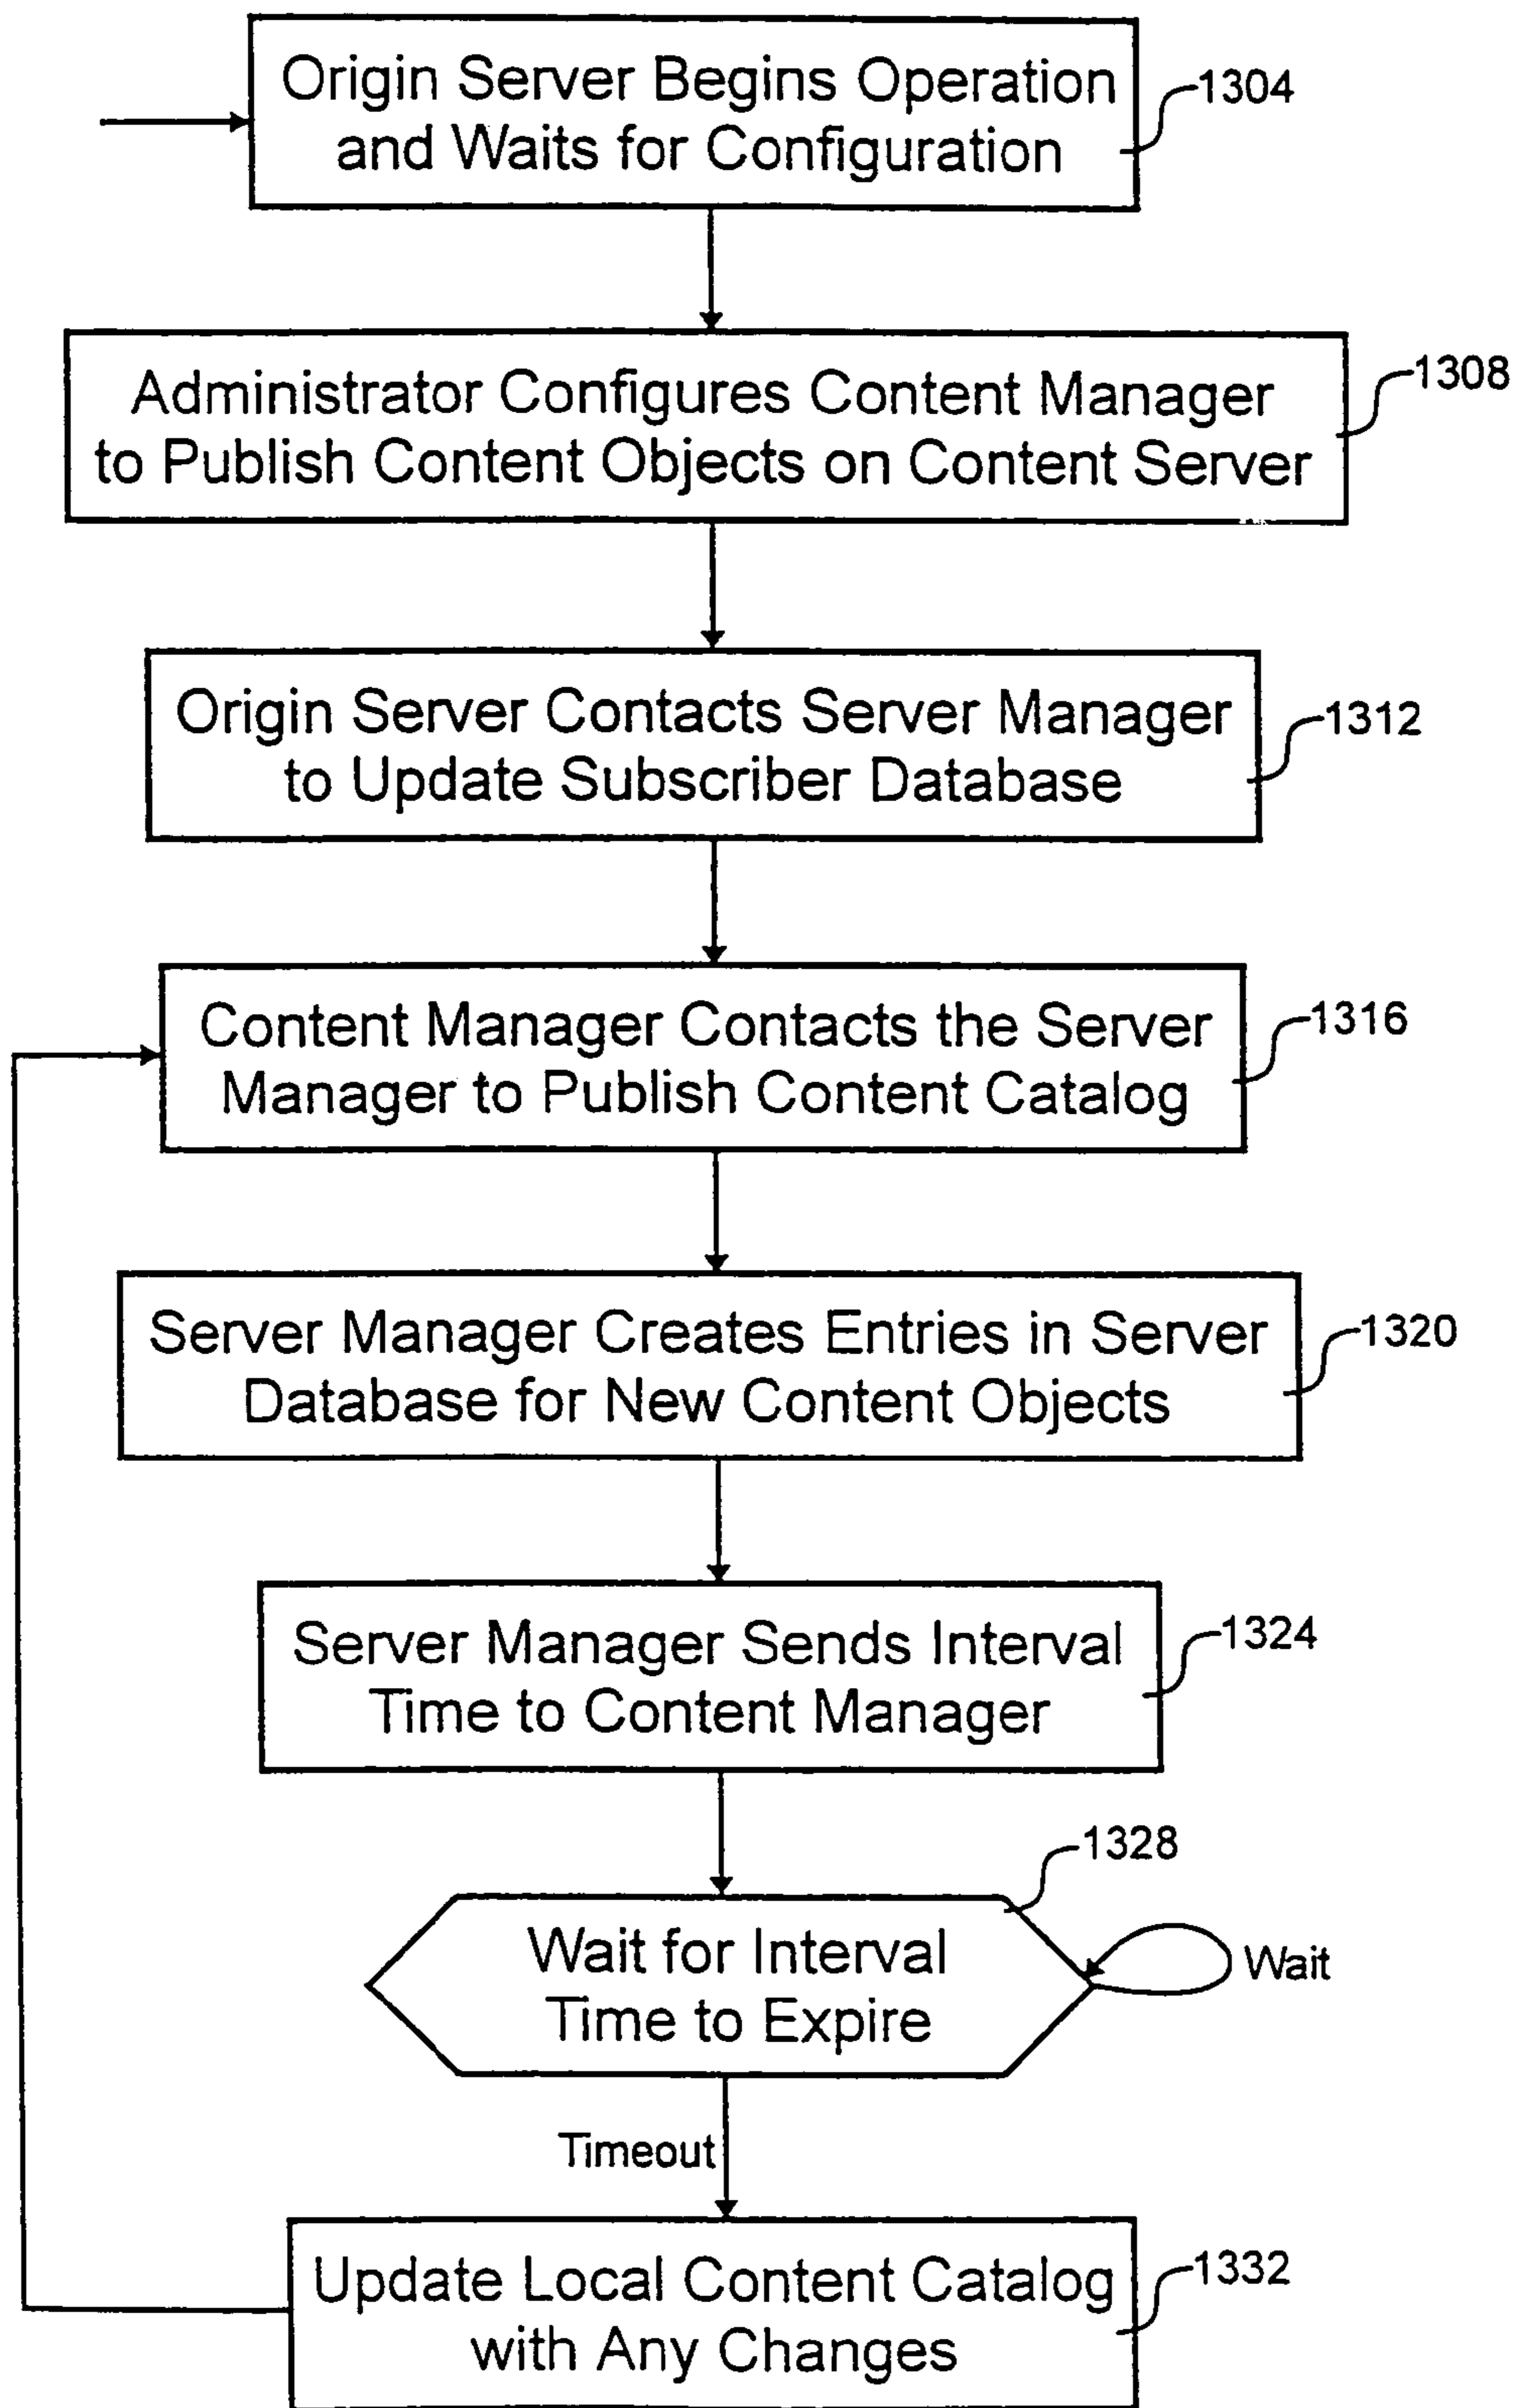 Origin Server Begins Operation
and Waits for Configuration
1304
Administrator Configures Content Manager
to Publish Content Objects on Content Server
1308
Origin Server Contacts Server Manager
to Update Subscriber Database
1312
Content Manager Contacts the Server
Manager to Publish Content Catalog
1316
Server Manager Creates Entries in Server
Database for New Content Objects
1320
Server Manager Sends Interval
Time to Content Manager
1324
1328
Wait for Interval
Time to Expire
Wait
Timeout
Update Local Content Catalog
with Any Changes
1332